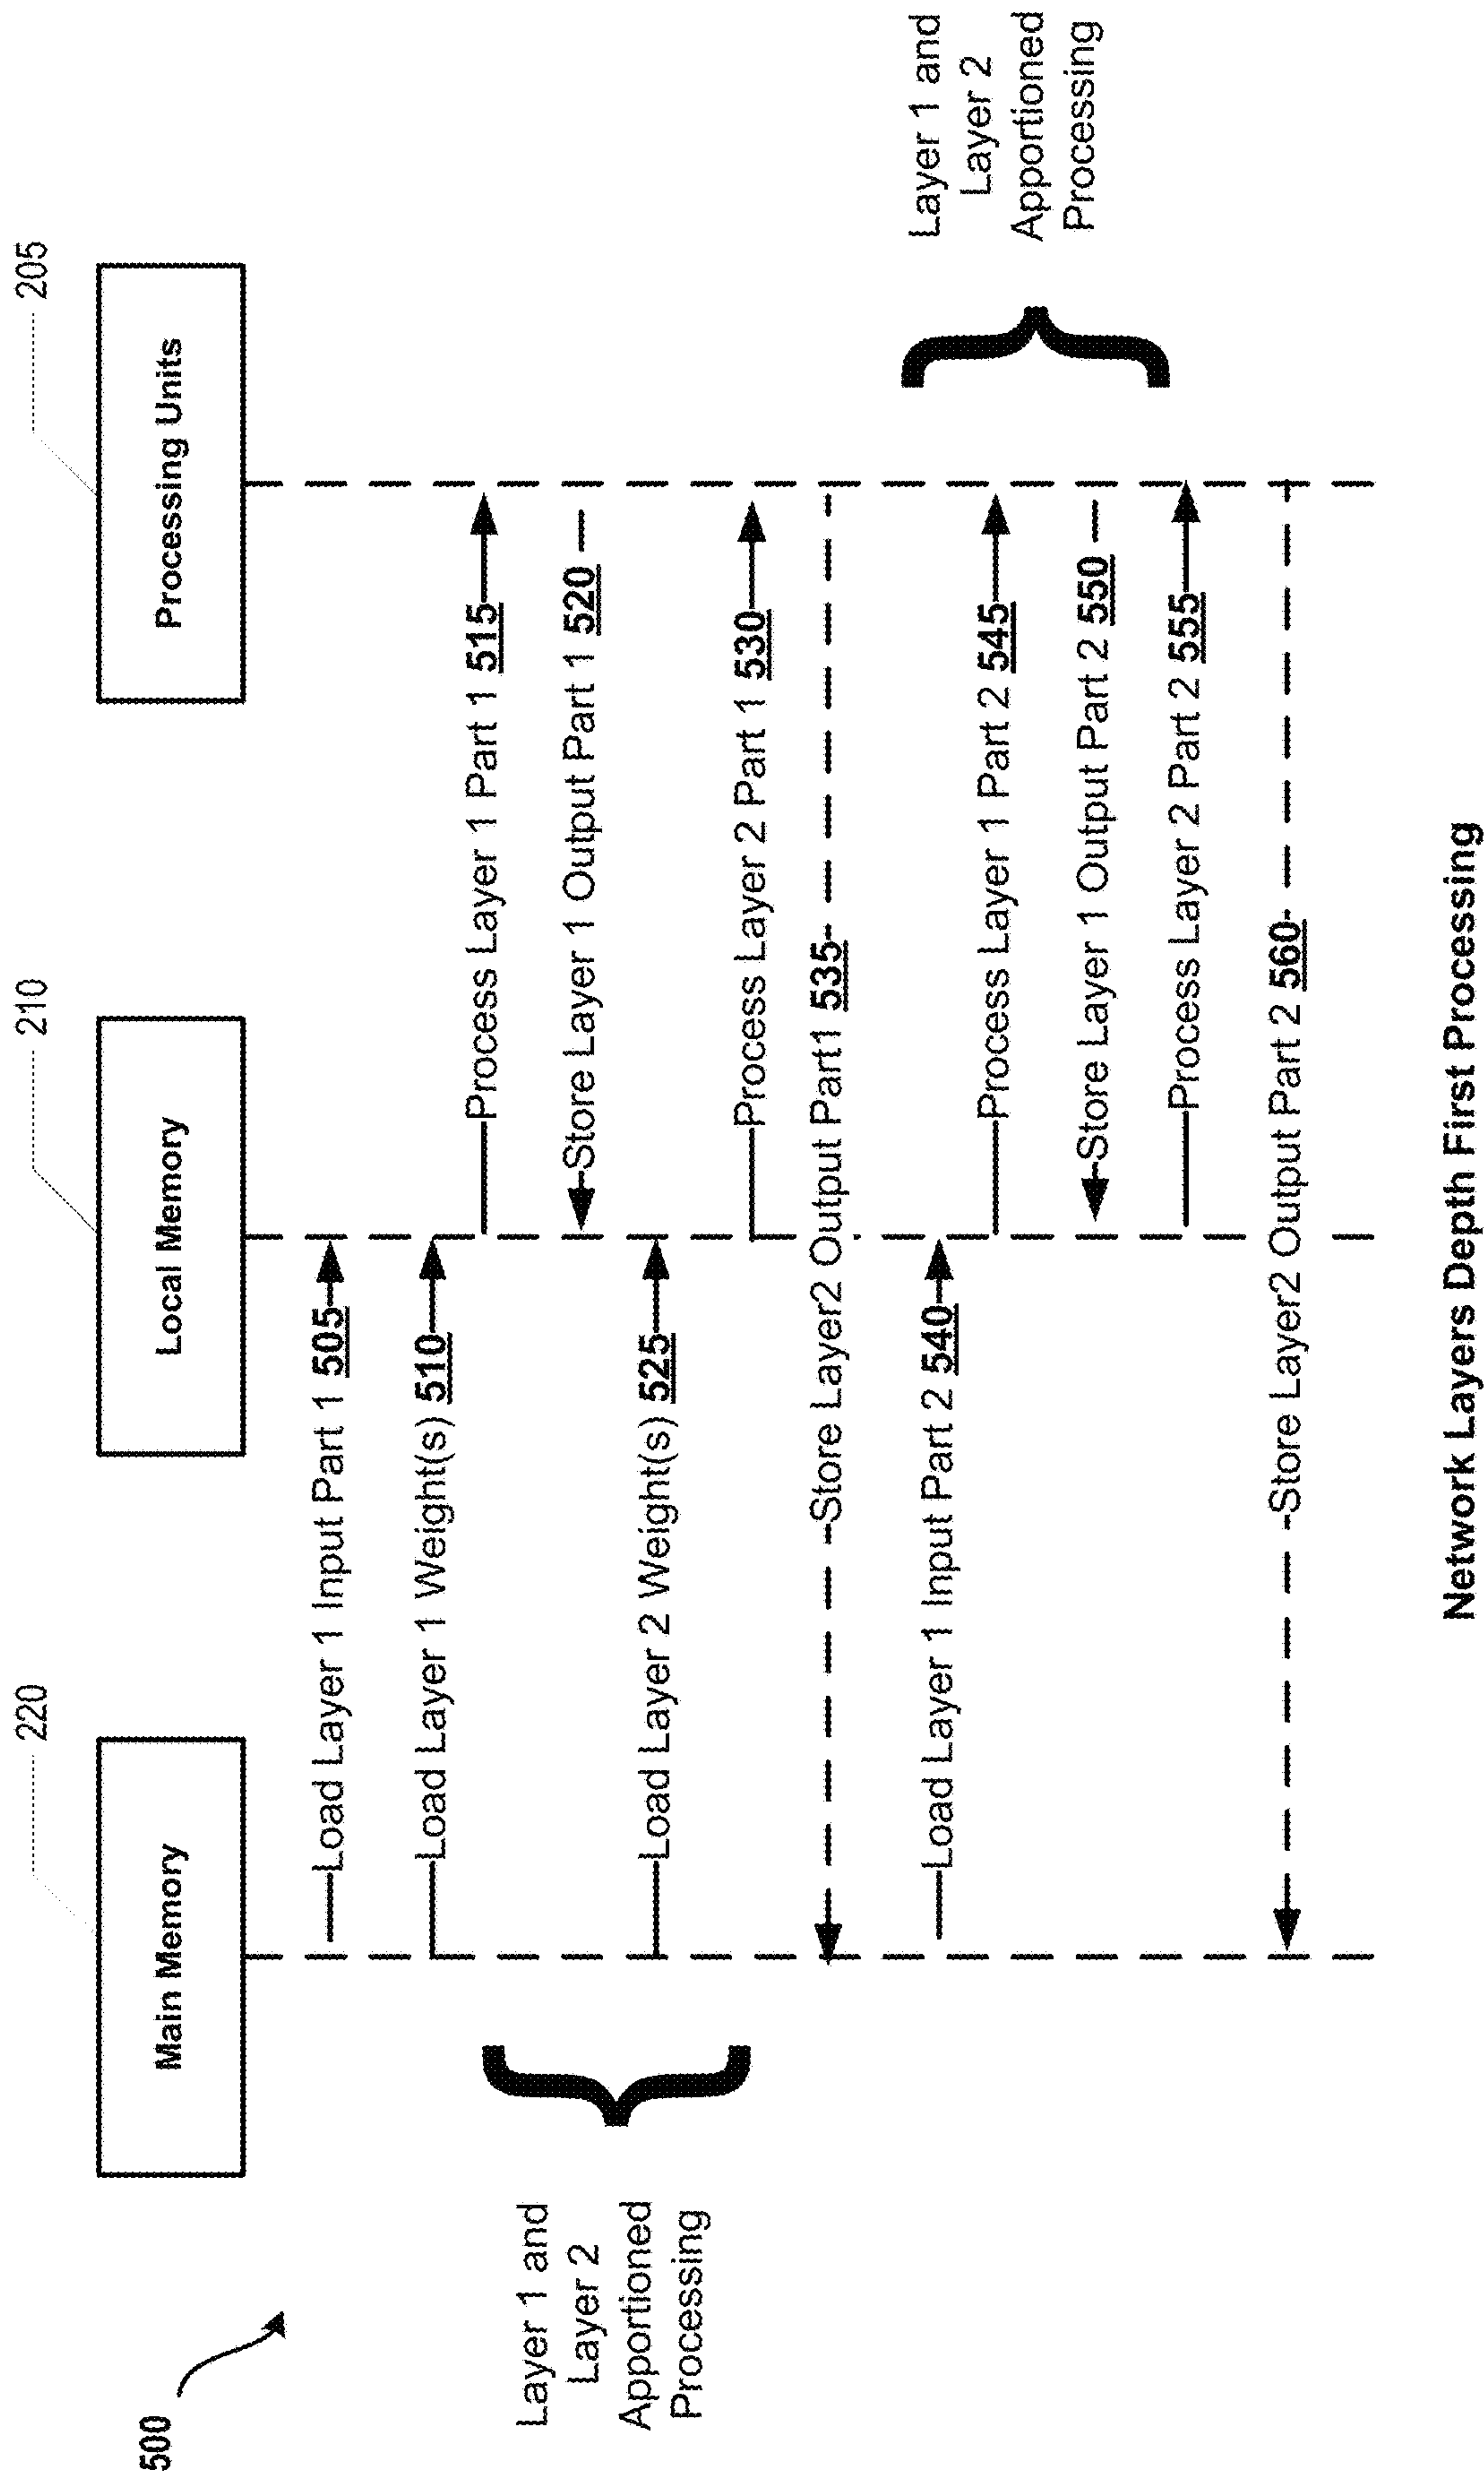 500
220
210
205
Main Memory
Local Memory
Processing Units
Load Layer 1 Input Part 1 505
Load Layer 1 Weight(s) 510
Process Layer 1 Part 1 515
Store Layer 1 Output Part 1 520
Load Layer 2 Weight(s) 525
Process Layer 2 Part 1 530
Store Layer2 Output Part1 535
Layer 1 and
Layer 2
Apportioned
Processing
Load Layer 1 Input Part 2 540
Process Layer 1 Part 2 545
Store Layer 1 Output Part 2 550
Process Layer 2 Part 2 555
Store Layer2 Output Part 2 560
Layer 1 and
Layer 2
Apportioned
Processing
Network Layers Depth First Processing